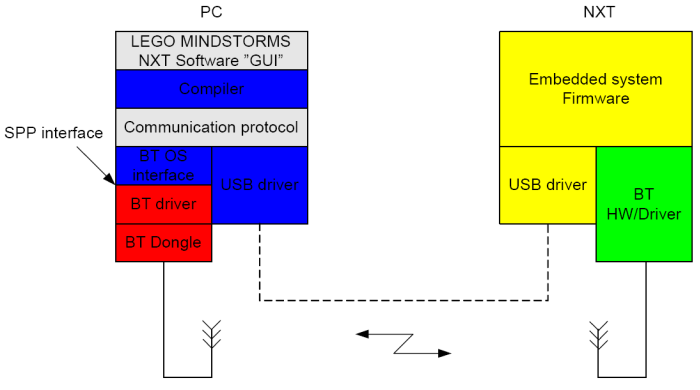 PC
NXT
LEGO MINDSTORMS
NXT Software ”GUI”
Compiler
Communication protocol
SPP interface
BT OS
interface
USB driver
BT driver
BT Dongle
Embedded system
Firmware
USB driver
BT
HW/Driver